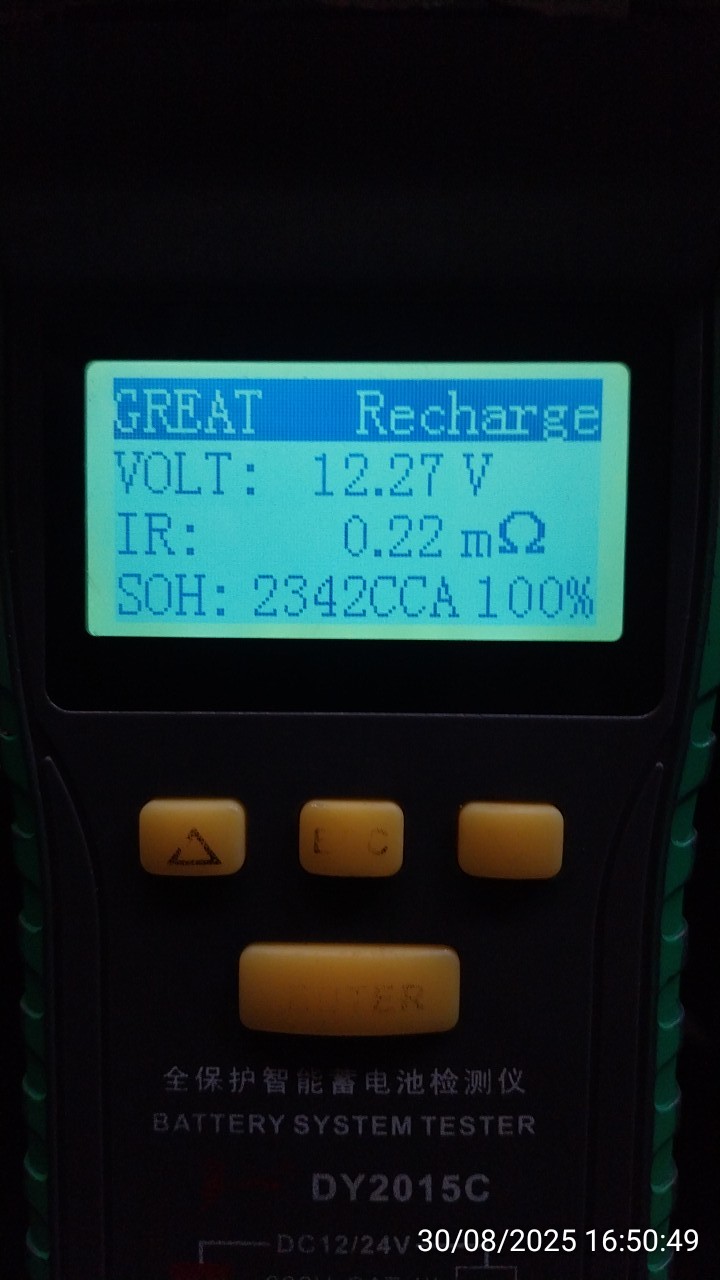 GREAT Recharge
VOLT: 12.27 V
IR: 0.22 mΩ
SOH: 2342CCA 100%
全保护智能蓄电池检测仪
BATTERY SYSTEM TESTER
DY2015C
DC12/24V
30/08/2025 16:50:49